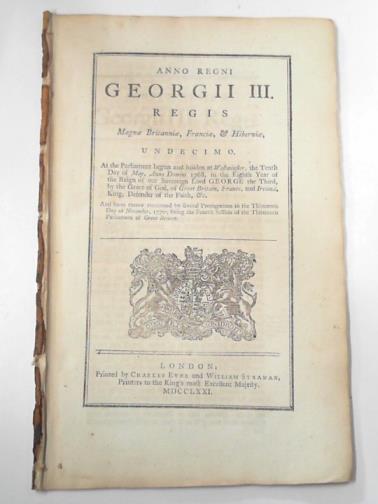 ANNO REGNI
GEORGII III.
REGIS
Magnæ Britanniæ, Franciæ, & Hiberniæ,
UNDECIMO.
At the Parliament begun and holden at Westminster, the Tenth
Day of May, Anno Domini 1768, in the Eighth Year of
the Reign of our Sovereign Lord GEORGE the Third,
by the Grace of God, of Great Britain, France, and Ireland,
King, Defender of the Faith, &c.
And from thence continued by several Prorogations to the Thirteenth
Day of November, 1770; being the Fourth Session of the Thirteenth
Parliament of Great Britain.
LONDON:
Printed by CHARLES EYRE and WILLIAM STRAHAN,
Printers to the King's most Excellent Majesty.
MDCCLXXI.